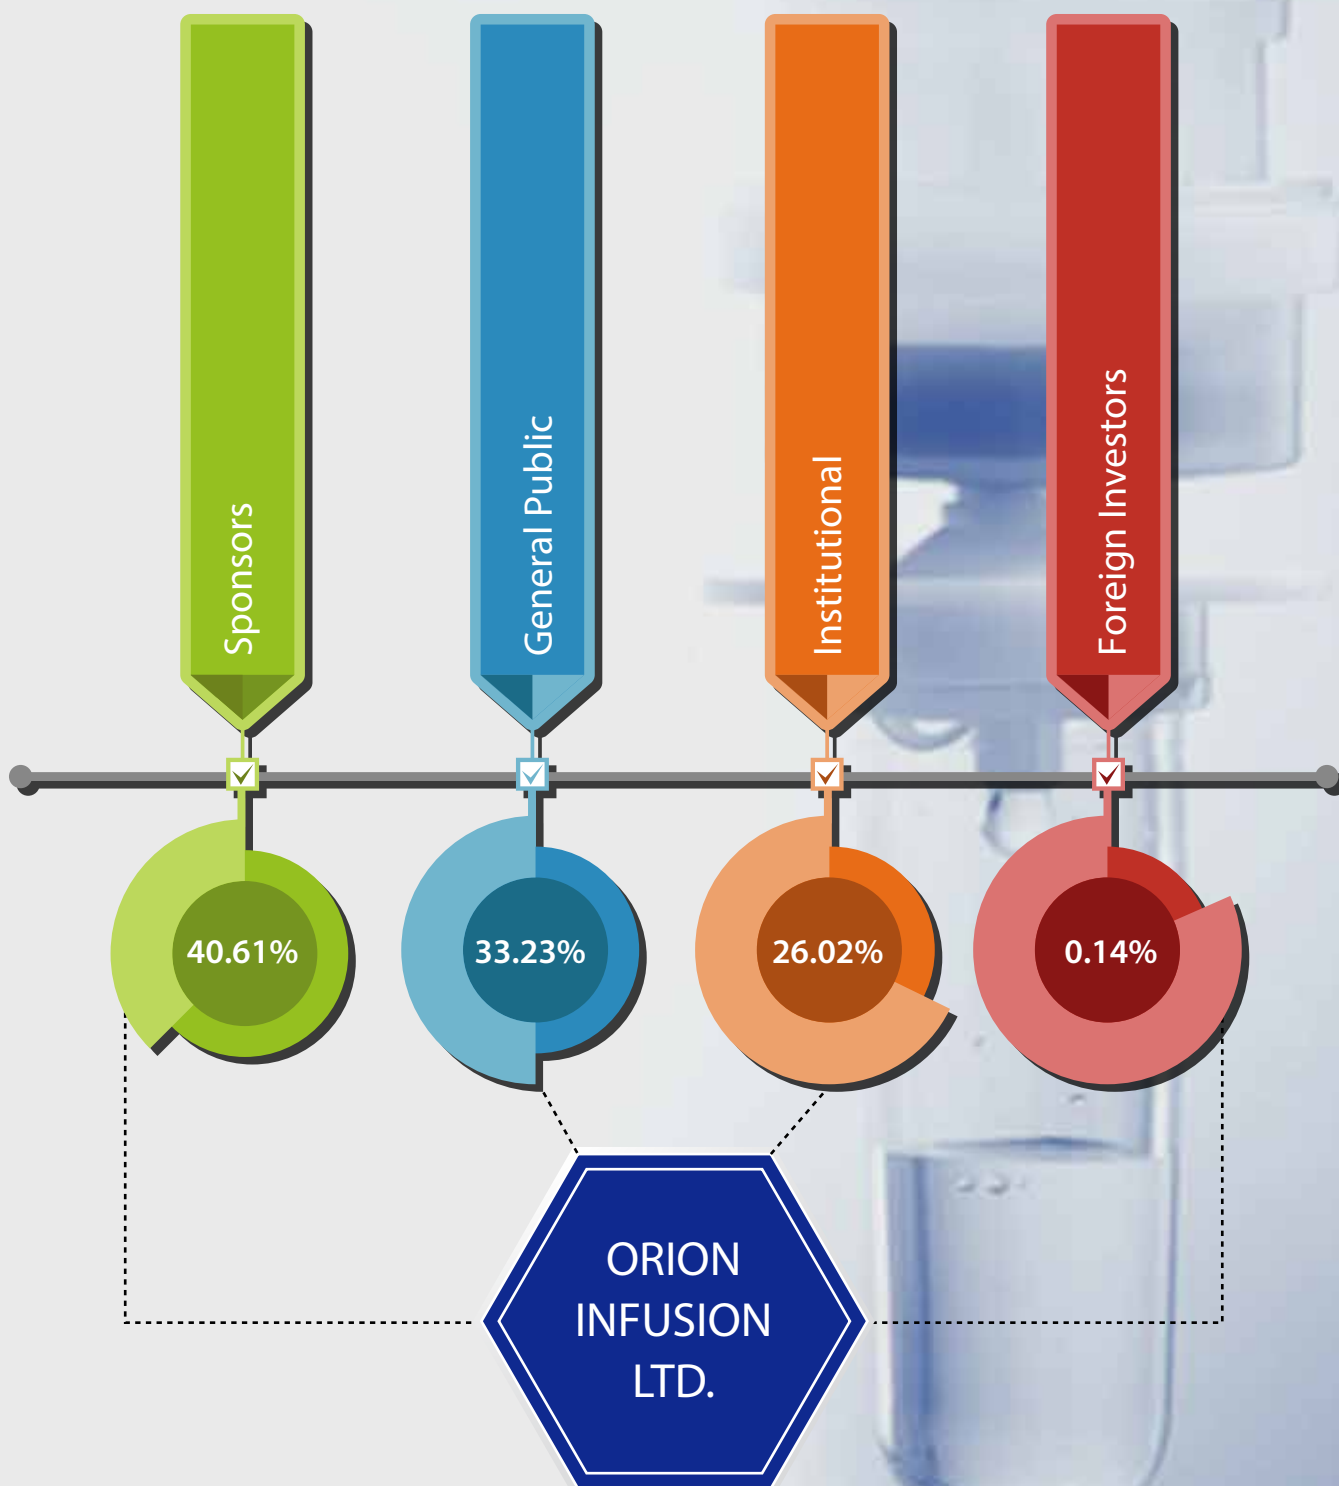 Sponsors
General Public
Institutional
Foreign Investors
40.61%
33.23%
26.02%
0.14%
ORION
INFUSION
LTD.